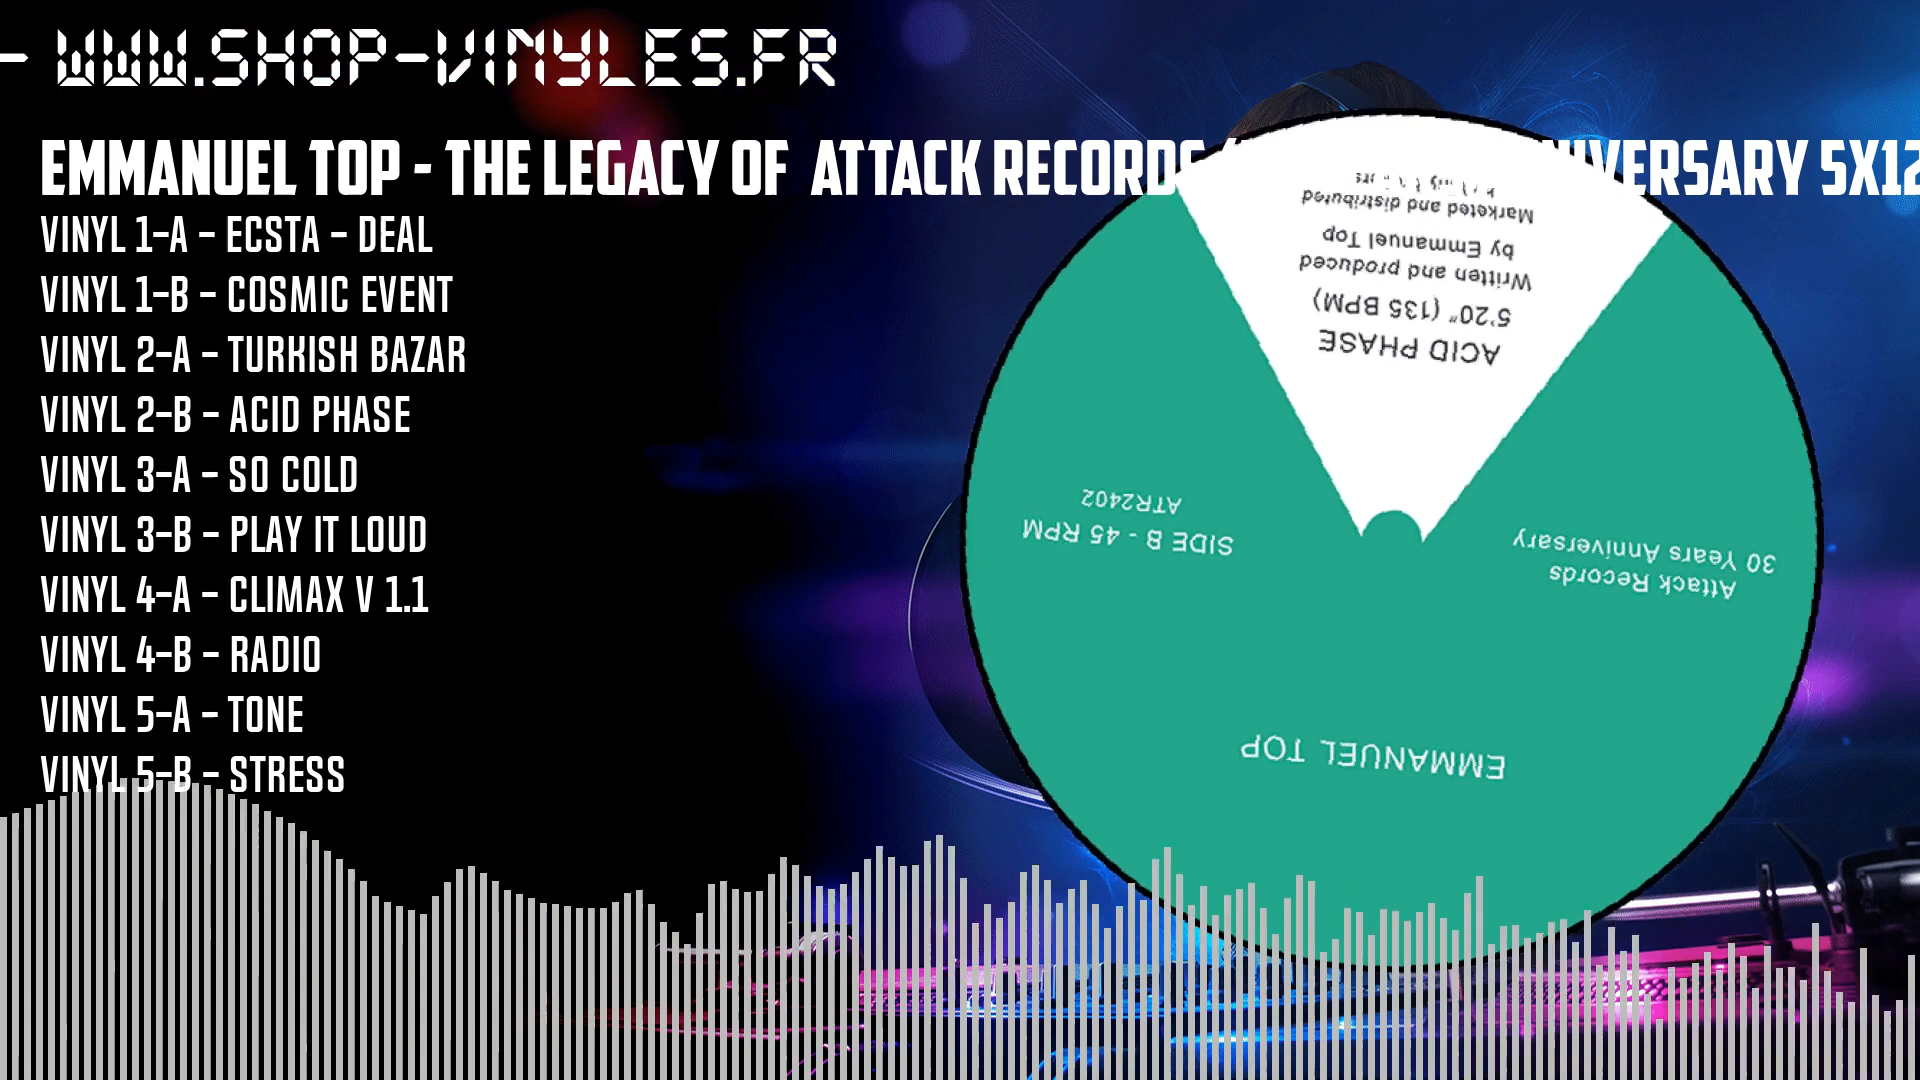 - WWW.SHOP-VINYLES.FR
EMMANUEL TOP - THE LEGACY OF ATTACK RECORDS
VINYL 1-A - ECSTA - DEAL
VINYL 1-B - COSMIC EVENT
VINYL 2-A - TURKISH BAZAR
VINYL 2-B - ACID PHASE
VINYL 3-A - SO COLD
VINYL 3-B - PLAY IT LOUD
VINYL 4-A - CLIMAX V 1.1
VINYL 4-B - RADIO
VINYL 5-A - TONE
VINYL 5-B - STRESS
EMMANUEL TOP
Attack Records
30 Years Anniversary
SIDE B - 45 RPM
ATR2402
ACID PHASE
5'20" (135 BPM)
Written and produced
by Emmanuel Top
Marketed and distributed